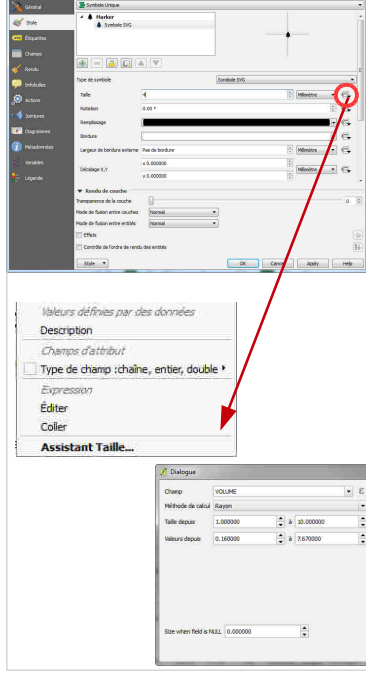 Général
Symbole Unique
Style
Marker
Symbole SVG
Étiquettes
Champs
Rendu
Type de symbole Symbole SVG
Infobulles
Taille 4 Millimètre
Actions
Rotation 0.00 °
Jointures
Remplissage
Diagrammes
Bordure
Métadonnées
Largeur de bordure externe Pas de bordure Millimètre
Variables
Décalage X,Y x 0.000000 Millimètre
y 0.000000
Légende
Rendu de couche
Transparence de la couche 0
Mode de fusion entre couches Normal
Mode de fusion entre entités Normal
Effets
Contrôle de l'ordre de rendu des entités
Style OK Cancel Apply Help
Valeurs définies par des données
Description
Champs d'attribut
Type de champ :chaîne, entier, double
Expression
Éditer
Coller
Assistant Taille...
Dialogue
Champ VOLUME ε
Méthode de calcul Rayon
Taille depuis 1.000000 à 10.000000
Valeurs depuis 0.160000 à 7.670000
Size when field is NULL 0.000000